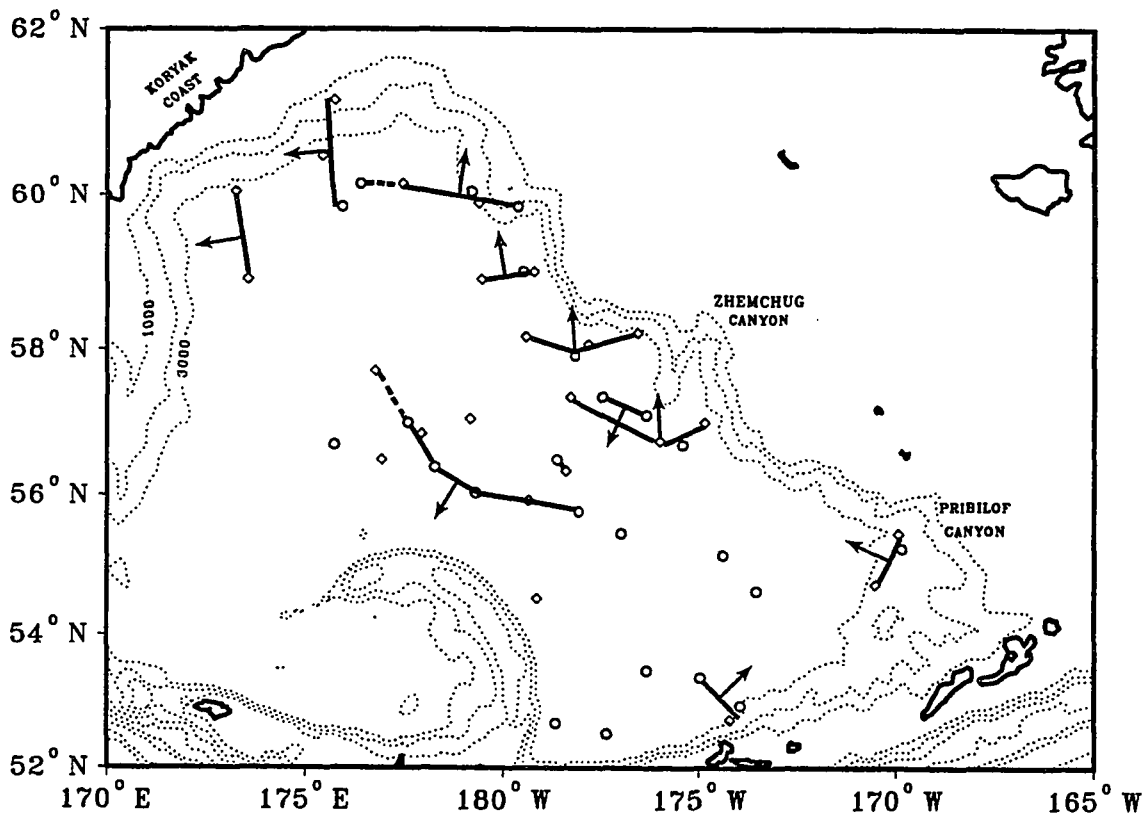 62° N
KORYAK
COAST
60° N
1000
3000
ZHEMCHUG
CANYON
58° N
56° N
PRIBILOF
CANYON
54° N
52° N
170° E
175° E
180° W
175° W
170° W
165° W